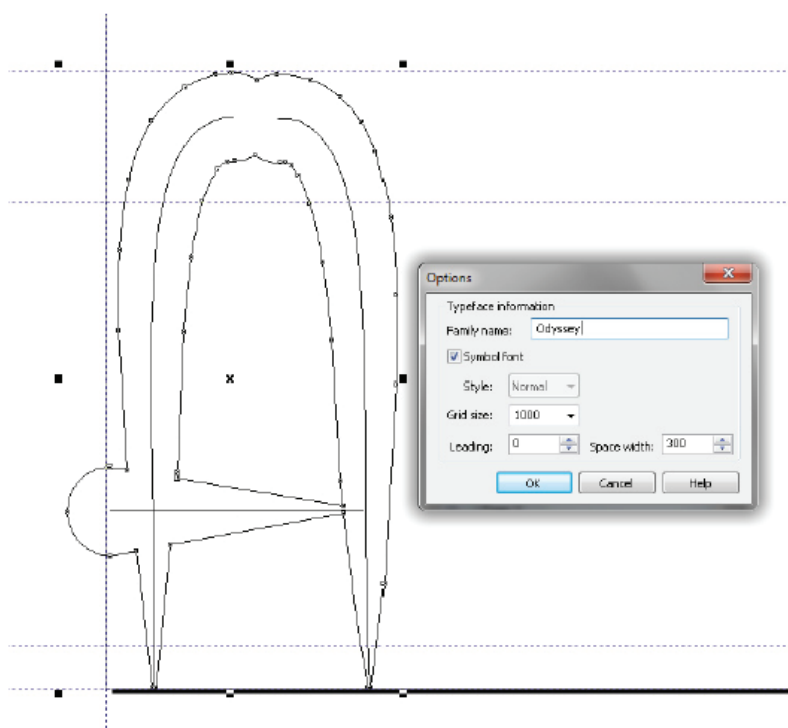 Options
Typeface information
Family name: Odyssey
Symbol font
Style: Normal
Grid size: 1000
Leading: 0 Space width: 300
OK Cancel Help